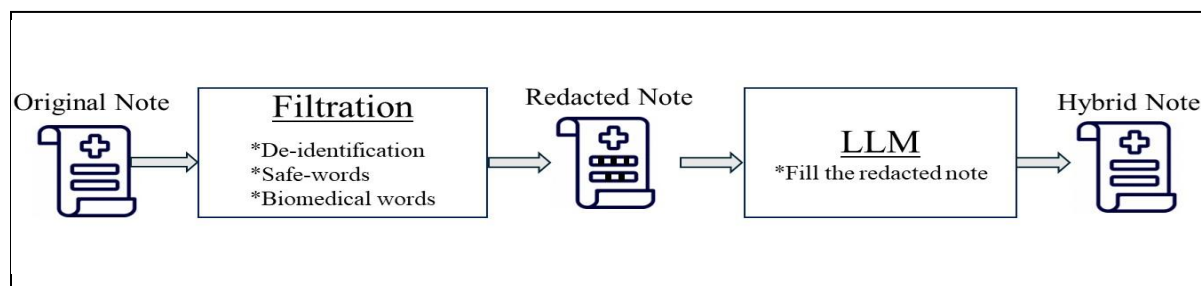 Original Note
Filtration
*De-identification
*Safe-words
*Biomedical words
Redacted Note
LLM
*Fill the redacted note
Hybrid Note